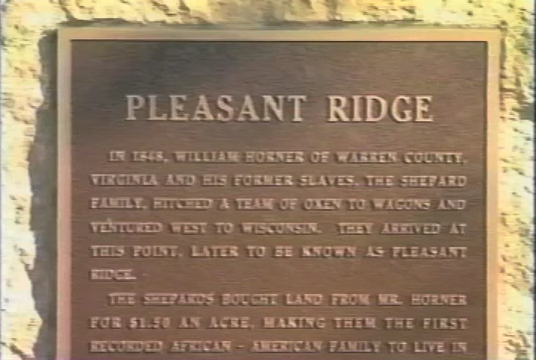 PLEASANT RIDGE
IN 1848, WILLIAM HORNER OF WARREN COUNTY,
VIRGINIA AND HIS FORMER SLAVES, THE SHEPARD
FAMILY, HITCHED A TEAM OF OXEN TO WAGONS AND
VENTURED WEST TO WISCONSIN. THEY ARRIVED AT
THIS POINT, LATER TO BE KNOWN AS PLEASANT
RIDGE.
THE SHEPARDS BOUGHT LAND FROM MR. HORNER
FOR $1.50 AN ACRE, MAKING THEM THE FIRST
RECORDED AFRICAN - AMERICAN FAMILY TO LIVE IN